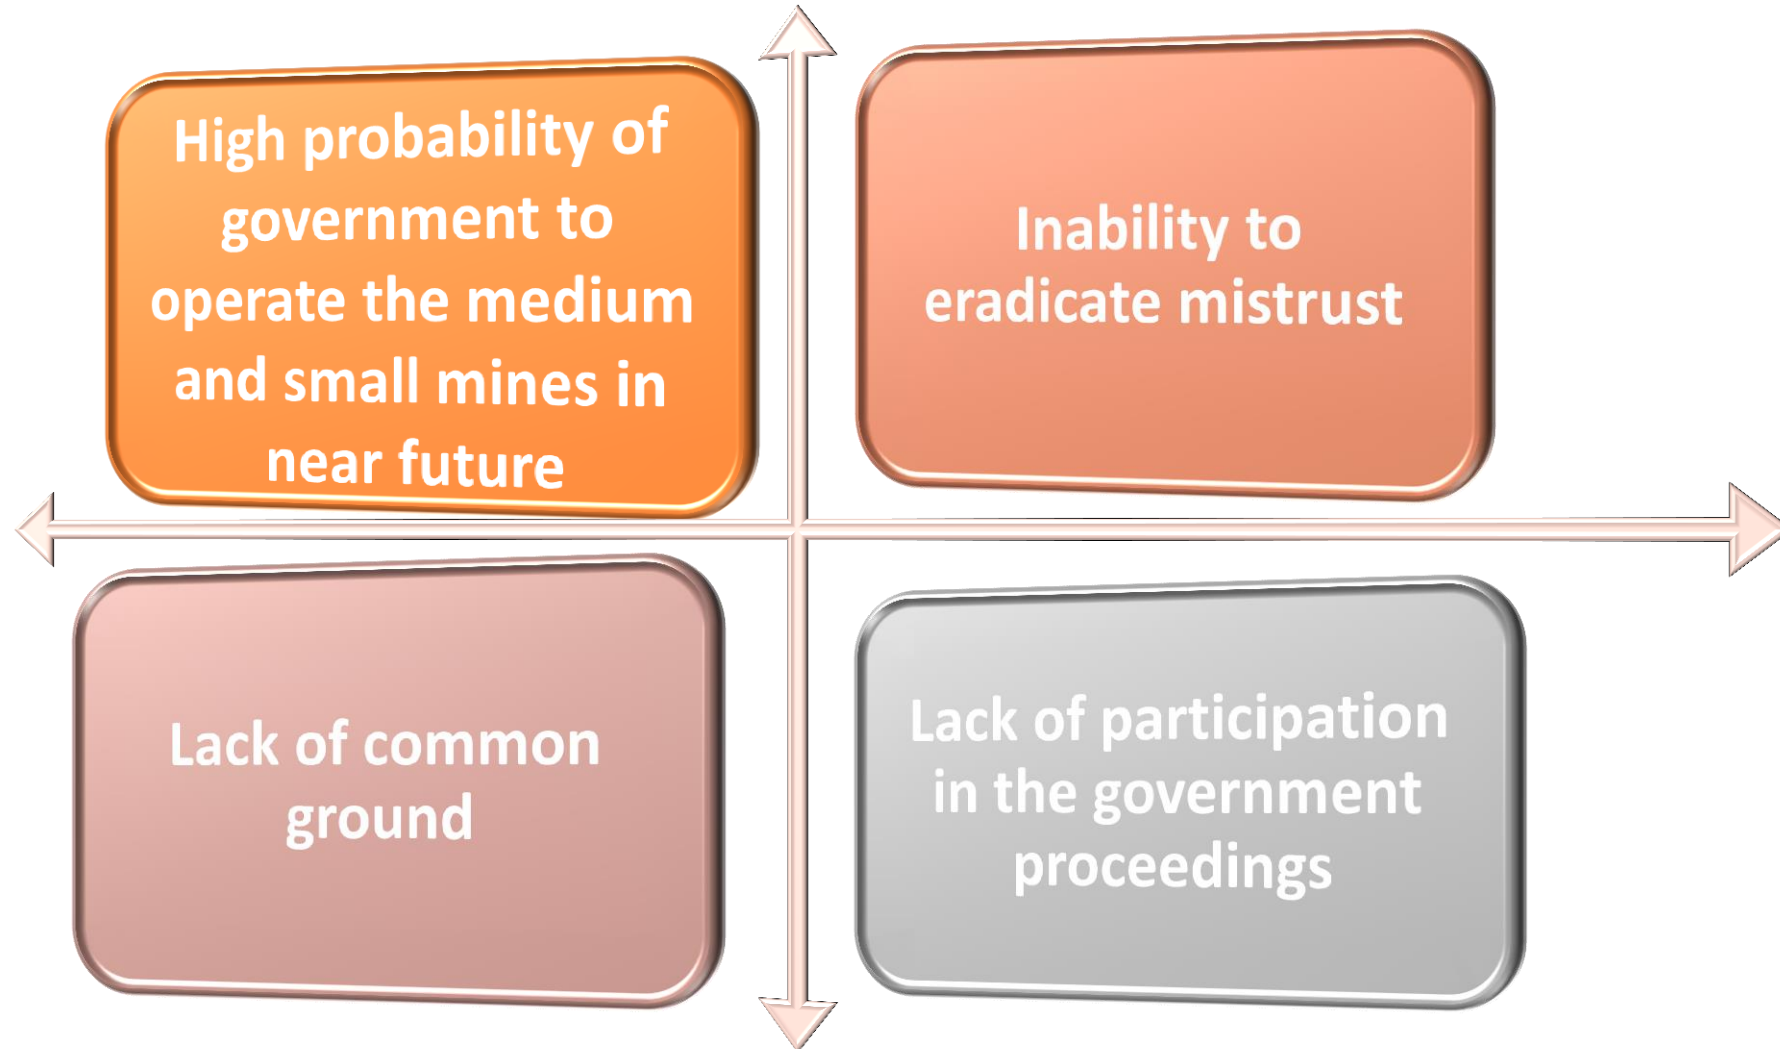 High probability of
government to
operate the medium
and small mines in
near future
Inability to
eradicate mistrust
Lack of common
ground
Lack of participation
in the government
proceedings